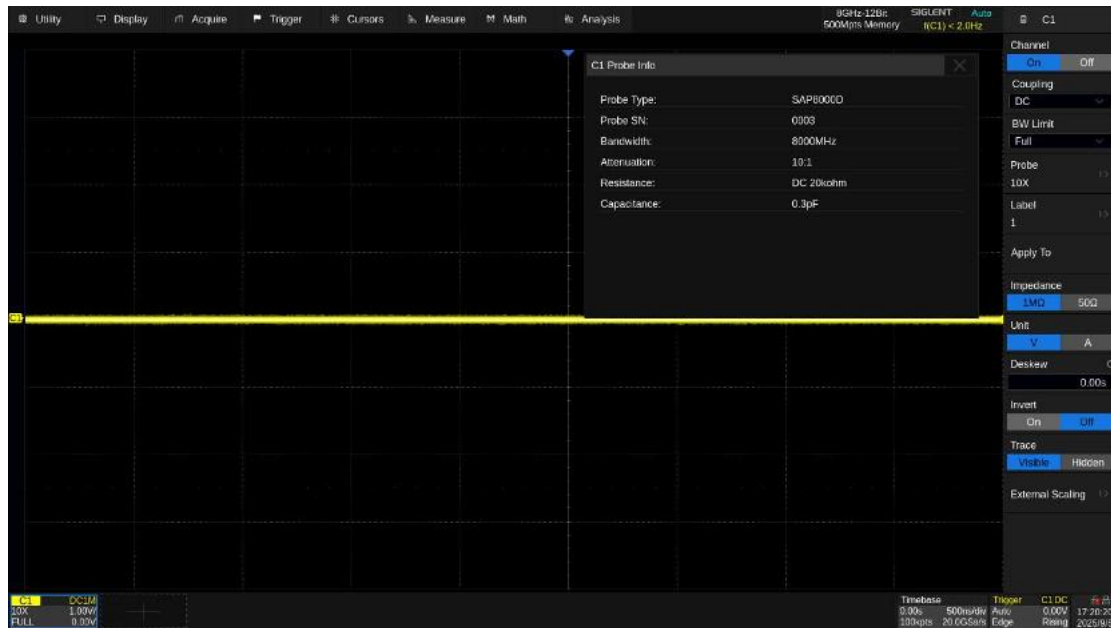 Utility Display Acquire Trigger Cursors Measure Math Analysis
8GHz-12Bit SIGLENT Auto
500Mpts Memory f(C1) < 2.0Hz
C1
Channel
On Off
Coupling
DC
BW Limit
Full
Probe
10X
Label
1
Apply To
Impedance
1MΩ 50Ω
Unit
V A
Deskew
0.00s
Invert
On Off
Trace
Visible Hidden
External Scaling
C1 Probe Info
Probe Type: SAP8000D
Probe SN: 0003
Bandwidth: 8000MHz
Attenuation: 10:1
Resistance: DC 20kohm
Capacitance: 0.3pF
C1
C1 DC1M
10X 1.00V/
FULL 0.00V
Timebase
0.00s 500ns/div
100kpts 20.0GSa/s
Trigger C1 DC
Auto 0.00V
Edge Rising